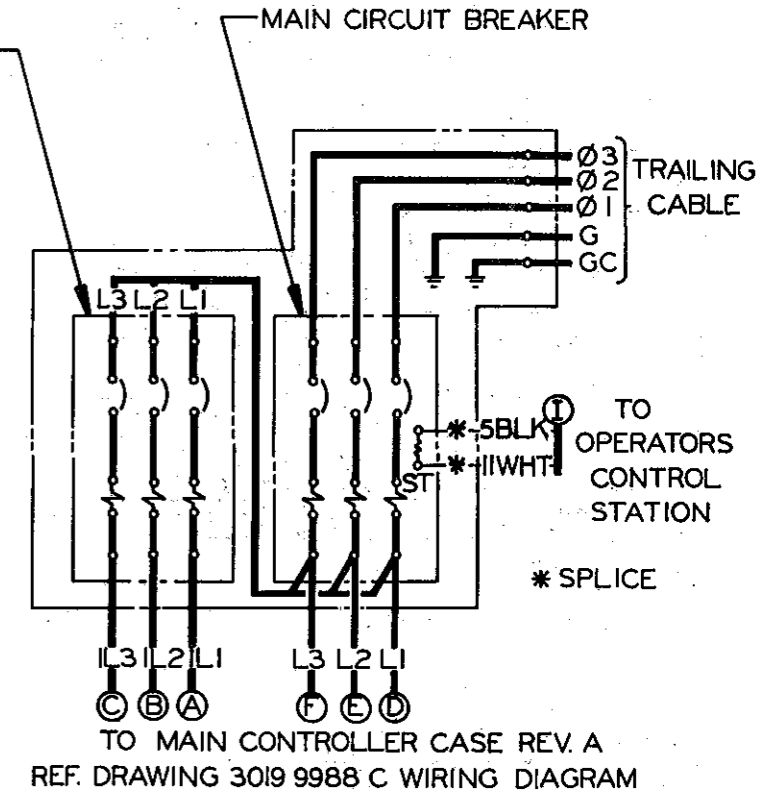 MAIN CIRCUIT BREAKER
Ø3
Ø2
Ø1
G
GC
TRAILING
CABLE
L3 L2 L1
I
TO
OPERATORS
CONTROL
STATION
* 5BLK
* 11WHT
ST
* SPLICE
1L3 1L2 1L1
L3 L2 L1
C B A
F E D
TO MAIN CONTROLLER CASE REV. A
REF. DRAWING 3019 9988 C WIRING DIAGRAM